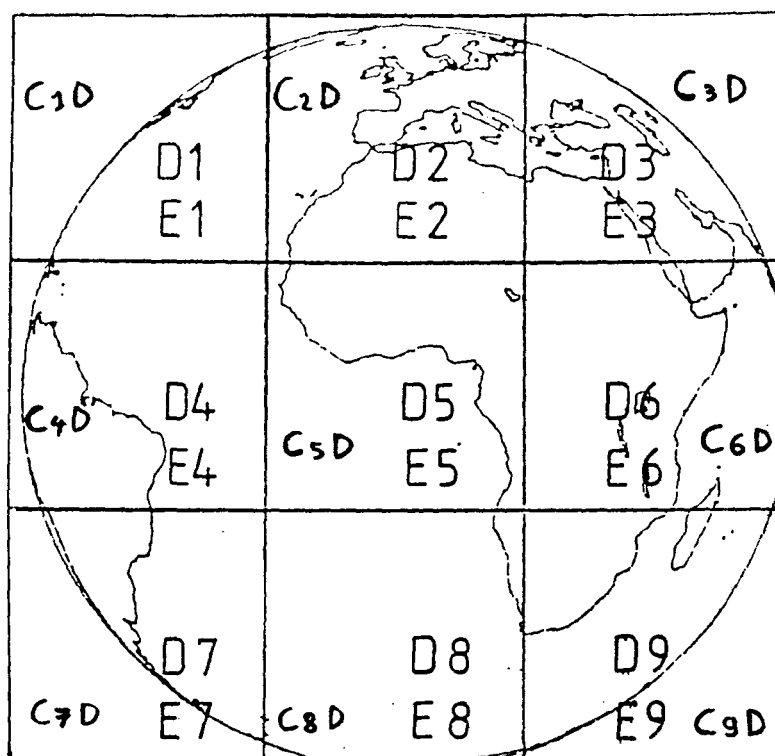 C1D C2D C3D
D1 D2 D3
E1 E2 E3
D4 D5 D6
C4D C5D C6D
E4 E5 E6
D7 D8 D9
C7D E7 C8D E8 E9 C9D